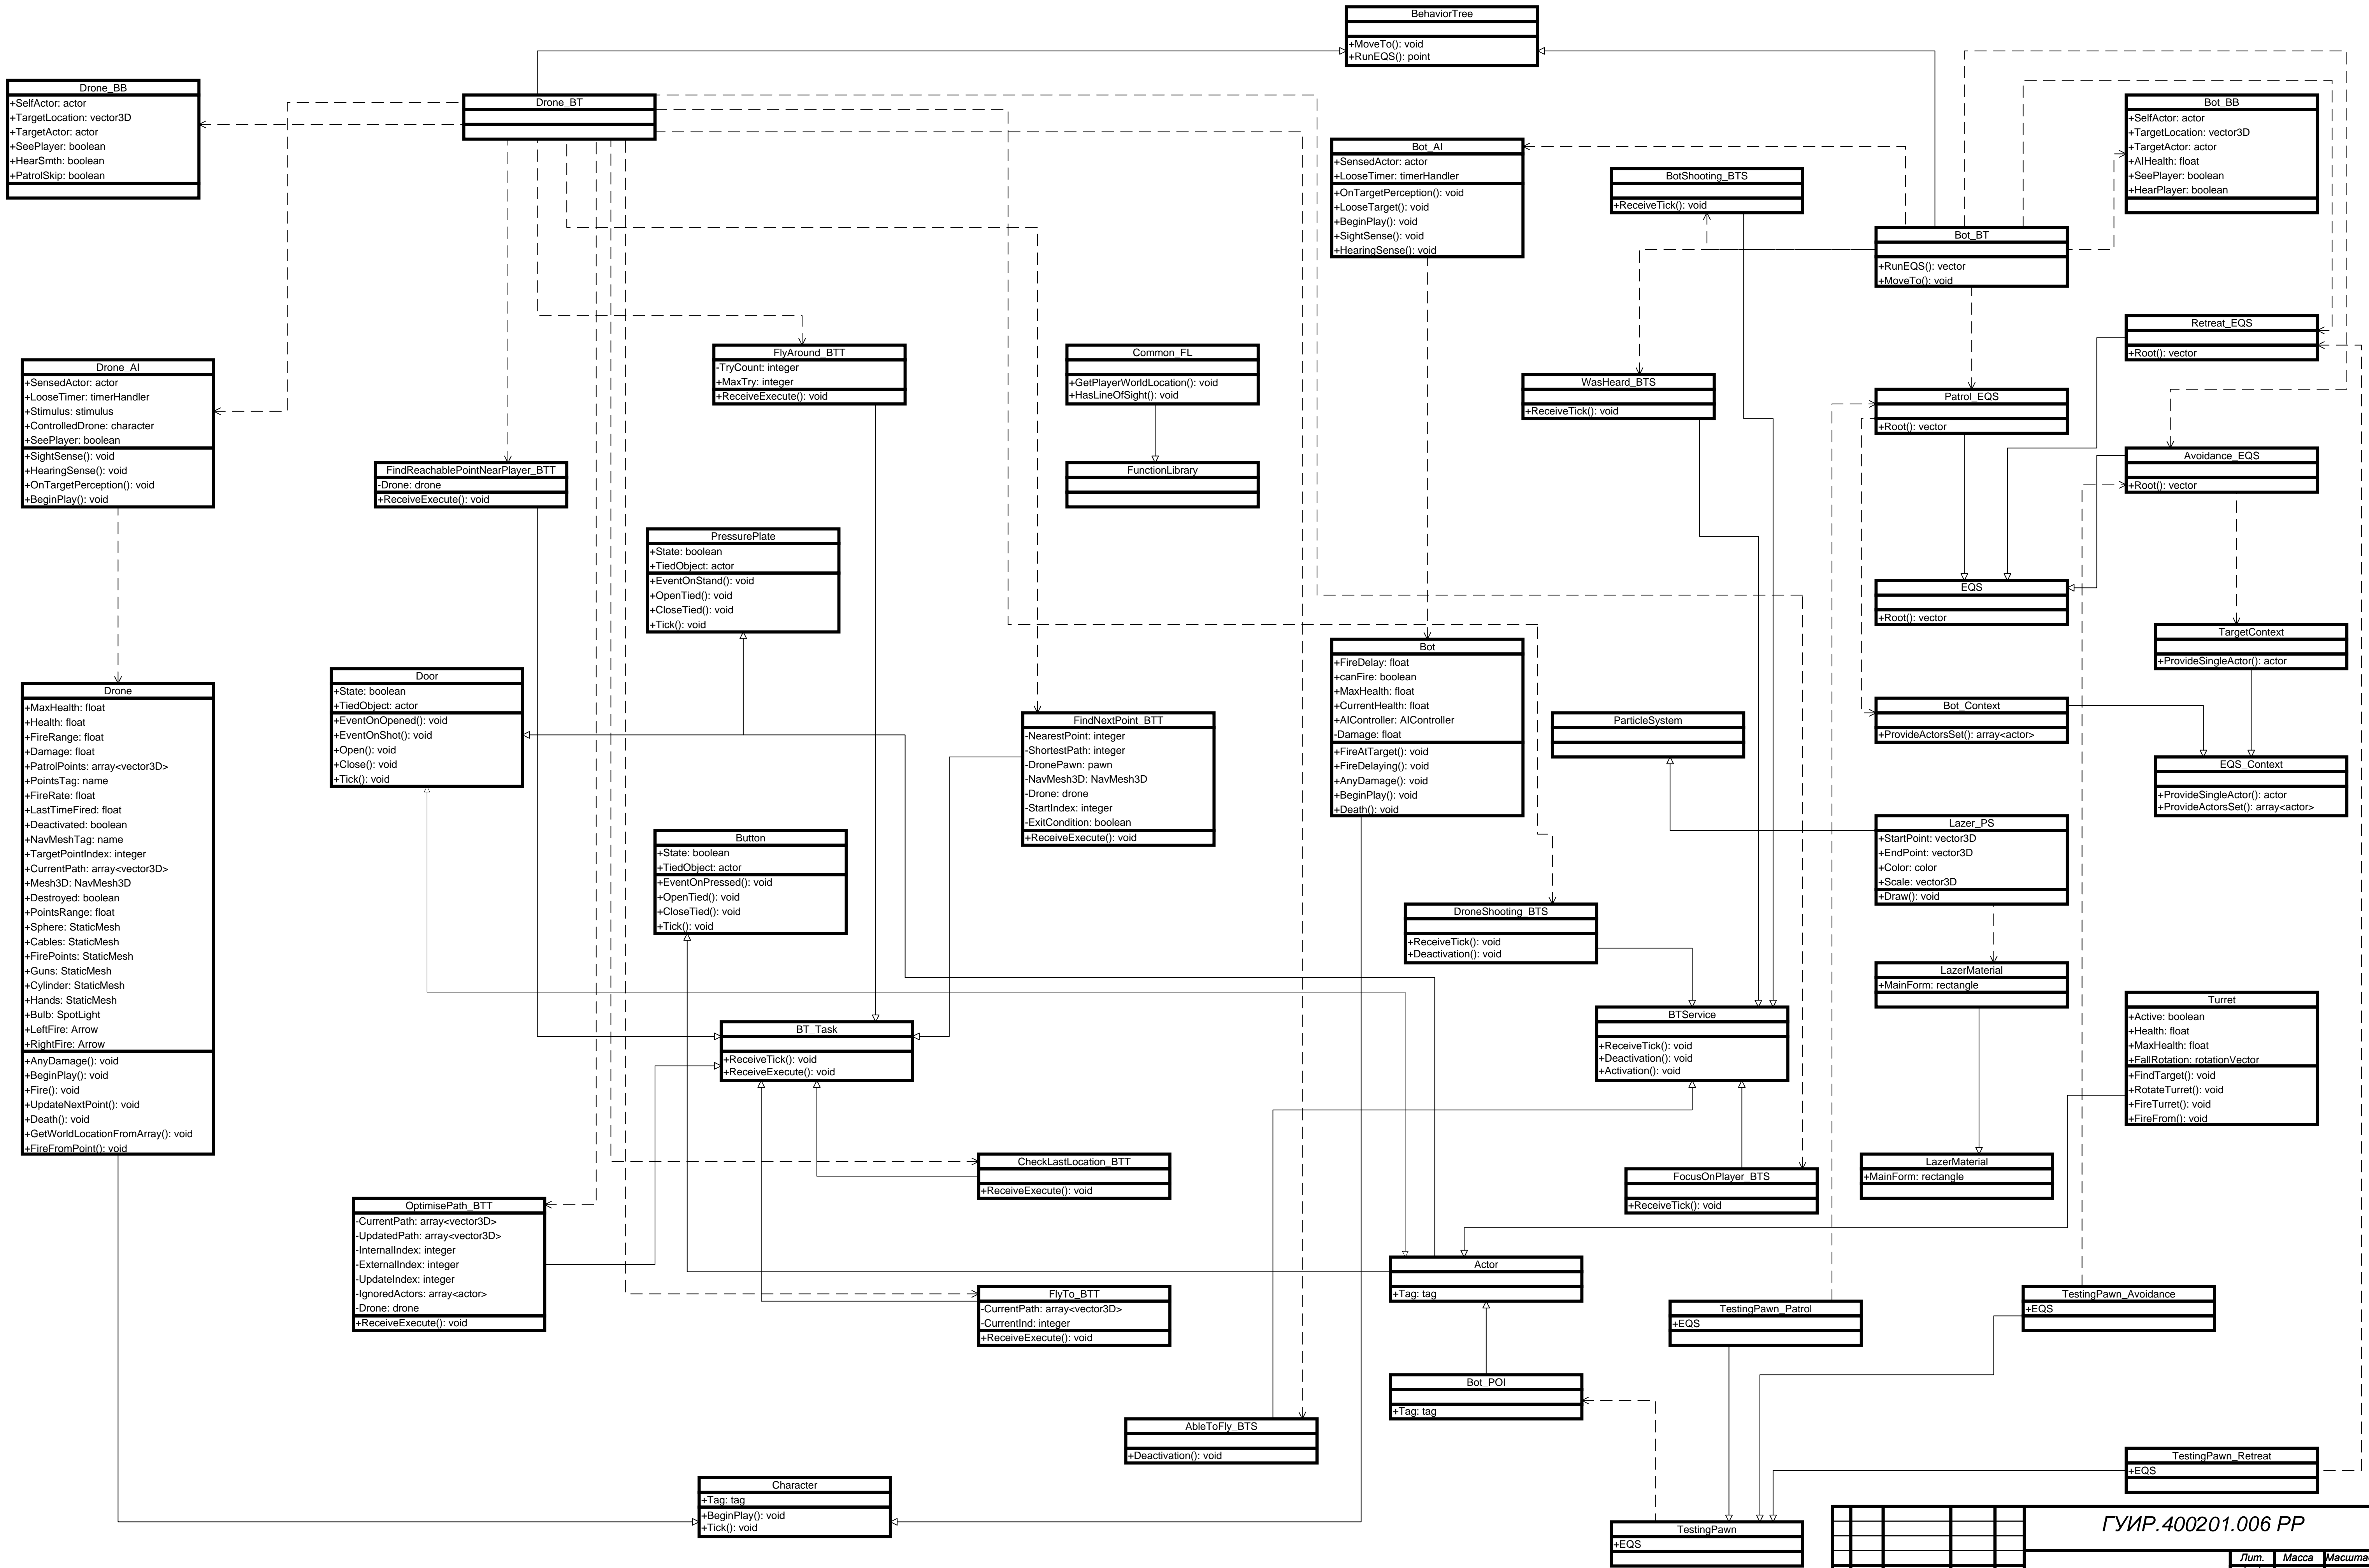 BehaviorTree
+MoveTo(): void
+RunEQS(): point
Drone_BB
+SelfActor: actor
+TargetLocation: vector3D
+TargetActor: actor
+SeePlayer: boolean
+HearSmth: boolean
+PatrolSkip: boolean
Drone_BT
Bot_BB
+SelfActor: actor
+TargetLocation: vector3D
+TargetActor: actor
+AIHealth: float
+SeePlayer: boolean
+HearPlayer: boolean
Bot_AI
+SensedActor: actor
+LooseTimer: timerHandler
+OnTargetPerception(): void
+LooseTarget(): void
+BeginPlay(): void
+SightSense(): void
+HearingSense(): void
BotShooting_BTS
+ReceiveTick(): void
Bot_BT
+RunEQS(): vector
+MoveTo(): void
Retreat_EQS
+Root(): vector
Drone_AI
+SensedActor: actor
+LooseTimer: timerHandler
+Stimulus: stimulus
+ControlledDrone: character
+SeePlayer: boolean
+SightSense(): void
+HearingSense(): void
+OnTargetPerception(): void
+BeginPlay(): void
FlyAround_BTT
-TryCount: integer
+MaxTry: integer
+ReceiveExecute(): void
Common_FL
+GetPlayerWorldLocation(): void
+HasLineOfSight(): void
WasHeard_BTS
+ReceiveTick(): void
Patrol_EQS
+Root(): vector
Avoidance_EQS
+Root(): vector
FindReachablePointNearPlayer_BTT
-Drone: drone
+ReceiveExecute(): void
FunctionLibrary
PressurePlate
+State: boolean
+TiedObject: actor
+EventOnStand(): void
+OpenTied(): void
+CloseTied(): void
+Tick(): void
EQS
+Root(): vector
TargetContext
+ProvideSingleActor(): actor
Bot
+FireDelay: float
+canFire: boolean
+MaxHealth: float
+CurrentHealth: float
+AIController: AIController
-Damage: float
+FireAtTarget(): void
+FireDelaying(): void
+AnyDamage(): void
+BeginPlay(): void
+Death(): void
Door
+State: boolean
+TiedObject: actor
+EventOnOpened(): void
+EventOnShot(): void
+Open(): void
+Close(): void
+Tick(): void
Drone
+MaxHealth: float
+Health: float
+FireRange: float
+Damage: float
+PatrolPoints: array<vector3D>
+PointsTag: name
+FireRate: float
+LastTimeFired: float
+Deactivated: boolean
+NavMeshTag: name
+TargetPointIndex: integer
+CurrentPath: array<vector3D>
+Mesh3D: NavMesh3D
+Destroyed: boolean
+PointsRange: float
+Sphere: StaticMesh
+Cables: StaticMesh
+FirePoints: StaticMesh
+Guns: StaticMesh
+Cylinder: StaticMesh
+Hands: StaticMesh
+Bulb: SpotLight
+LeftFire: Arrow
+RightFire: Arrow
+AnyDamage(): void
+BeginPlay(): void
+Fire(): void
+UpdateNextPoint(): void
+Death(): void
+GetWorldLocationFromArray(): void
+FireFromPoint(): void
FindNextPoint_BTT
-NearestPoint: integer
-ShortestPath: integer
-DronePawn: pawn
-NavMesh3D: NavMesh3D
-Drone: drone
-StartIndex: integer
-ExitCondition: boolean
+ReceiveExecute(): void
ParticleSystem
Bot_Context
+ProvideActorsSet(): array<actor>
EQS_Context
+ProvideSingleActor(): actor
+ProvideActorsSet(): array<actor>
Button
+State: boolean
+TiedObject: actor
+EventOnPressed(): void
+OpenTied(): void
+CloseTied(): void
+Tick(): void
Lazer_PS
+StartPoint: vector3D
+EndPoint: vector3D
+Color: color
+Scale: vector3D
+Draw(): void
DroneShooting_BTS
+ReceiveTick(): void
+Deactivation(): void
LazerMaterial
+MainForm: rectangle
Turret
+Active: boolean
+Health: float
+MaxHealth: float
+FallRotation: rotationVector
+FindTarget(): void
+RotateTurret(): void
+FireTurret(): void
+FireFrom(): void
BT_Task
+ReceiveTick(): void
+ReceiveExecute(): void
BTService
+ReceiveTick(): void
+Deactivation(): void
+Activation(): void
CheckLastLocation_BTT
+ReceiveExecute(): void
FocusOnPlayer_BTS
+ReceiveTick(): void
LazerMaterial
+MainForm: rectangle
OptimisePath_BTT
-CurrentPath: array<vector3D>
-UpdatedPath: array<vector3D>
-InternalIndex: integer
-ExternalIndex: integer
-UpdateIndex: integer
-IgnoredActors: array<actor>
-Drone: drone
+ReceiveExecute(): void
Actor
+Tag: tag
FlyTo_BTT
-CurrentPath: array<vector3D>
-CurrentInd: integer
+ReceiveExecute(): void
TestingPawn_Patrol
+EQS
TestingPawn_Avoidance
+EQS
Bot_POI
+Tag: tag
AbleToFly_BTS
+Deactivation(): void
TestingPawn_Retreat
+EQS
Character
+Tag: tag
+BeginPlay(): void
+Tick(): void
TestingPawn
+EQS
ГУИР.400201.006 РР
Лит. Масса